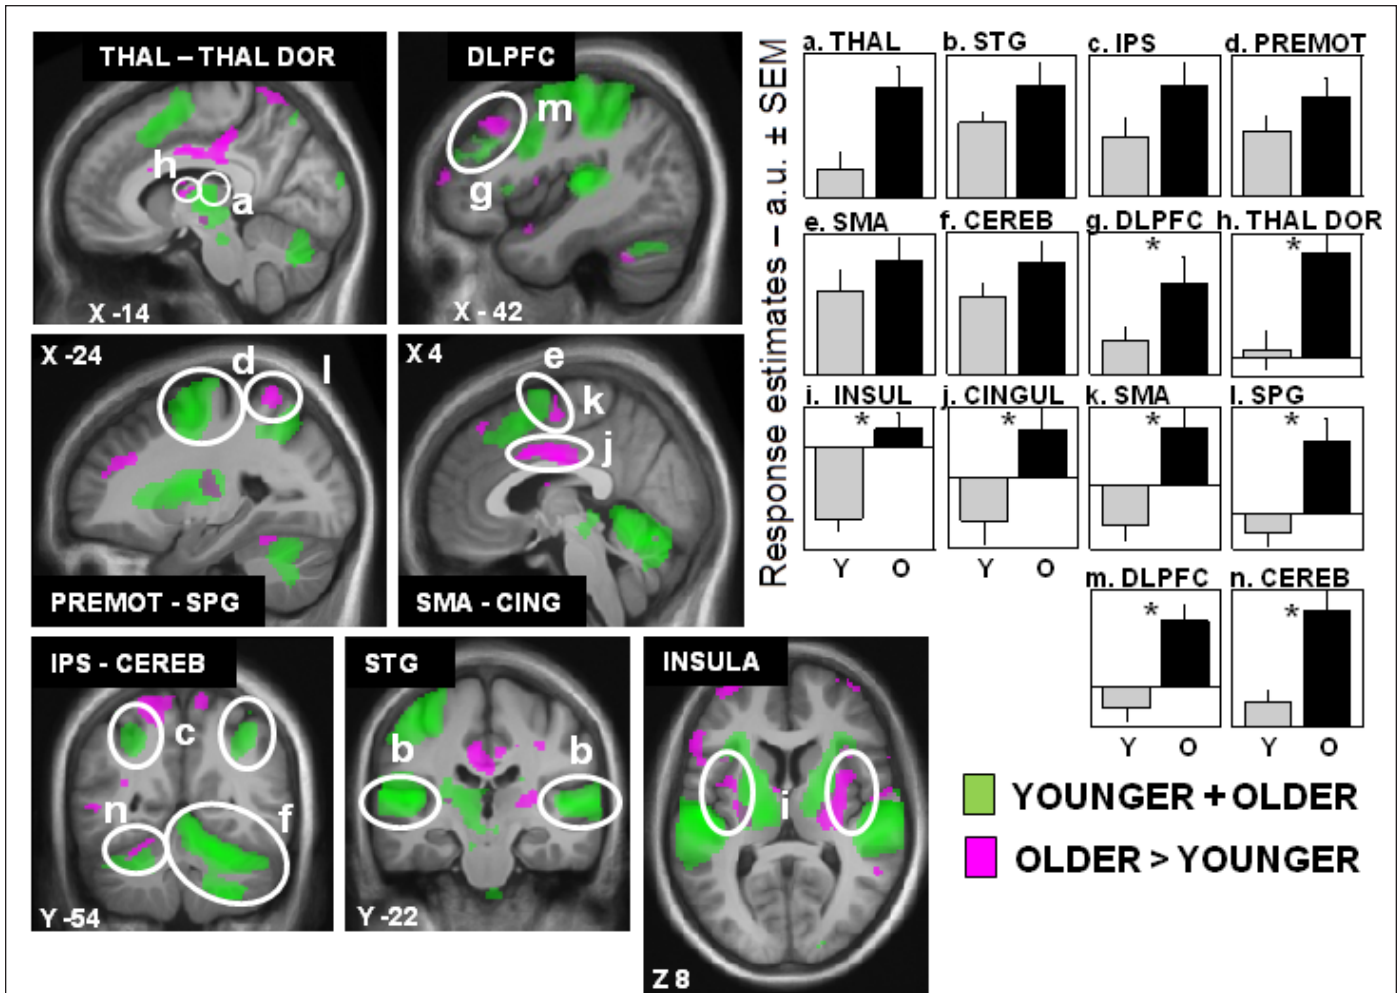 THAL – THAL DOR
h
a
X -14
DLPFC
m
g
X - 42
X -24
d
l
PREMOT - SPG
X 4
e
k
j
SMA - CING
IPS - CEREB
c
n
f
Y -54
STG
b
b
Y -22
INSULA
i
Z 8
Response estimates – a.u. ± SEM
a. THAL
b. STG
c. IPS
d. PREMOT
e. SMA
f. CEREB
g. DLPFC
*
h. THAL DOR
*
i. INSUL
*
j. CINGUL
*
k. SMA
*
l. SPG
*
Y O
Y O
m. DLPFC
*
n. CEREB
*
Y O
Y O
YOUNGER + OLDER
OLDER > YOUNGER